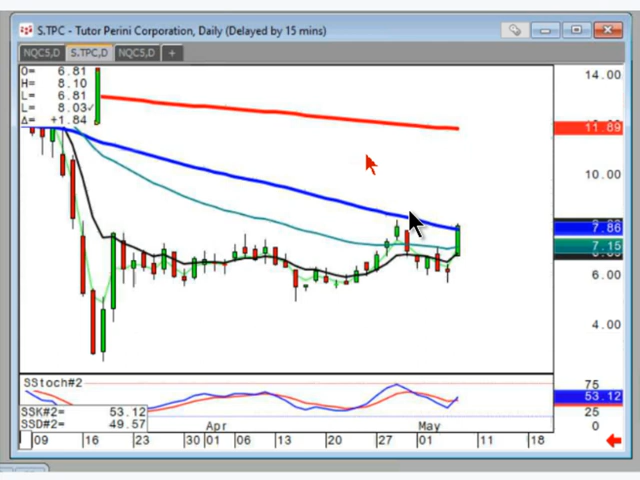 S.TPC - Tutor Perini Corporation, Daily (Delayed by 15 mins)
NQC5,D S.TPC,D NQC5,D +
O= 6.81
H= 8.10
L= 6.81
L= 8.03✓
Δ= +1.84
14.00
11.89
10.00
7.86
7.15
6.00
4.00
SStoch#2
SSK#2= 53.12
SSD#2= 49.57
75
53.12
25
0
Apr May
09 16 23 30 01 06 13 20 27 01 11 18